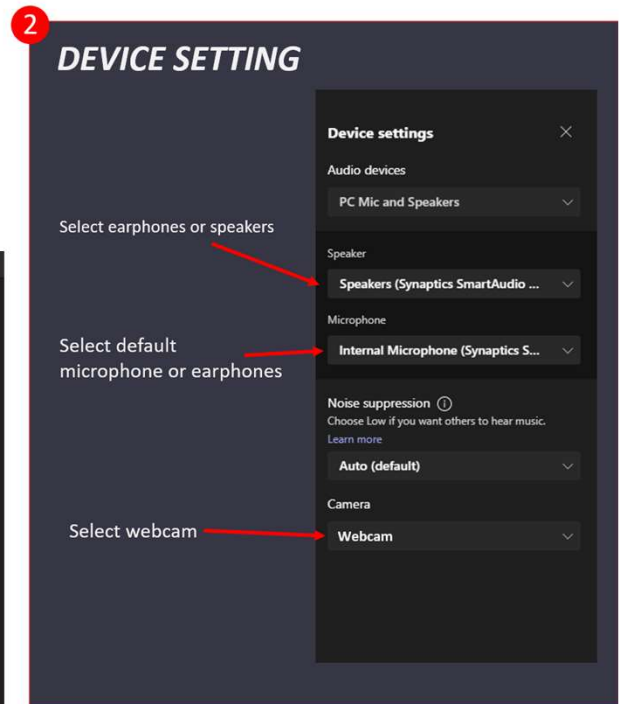 2
DEVICE SETTING
Device settings
Audio devices
PC Mic and Speakers
Select earphones or speakers
Speaker
Speakers (Synaptics SmartAudio ...
Microphone
Select default
microphone or earphones
Internal Microphone (Synaptics S...
Noise suppression
Choose Low if you want others to hear music.
Learn more
Auto (default)
Camera
Select webcam
Webcam